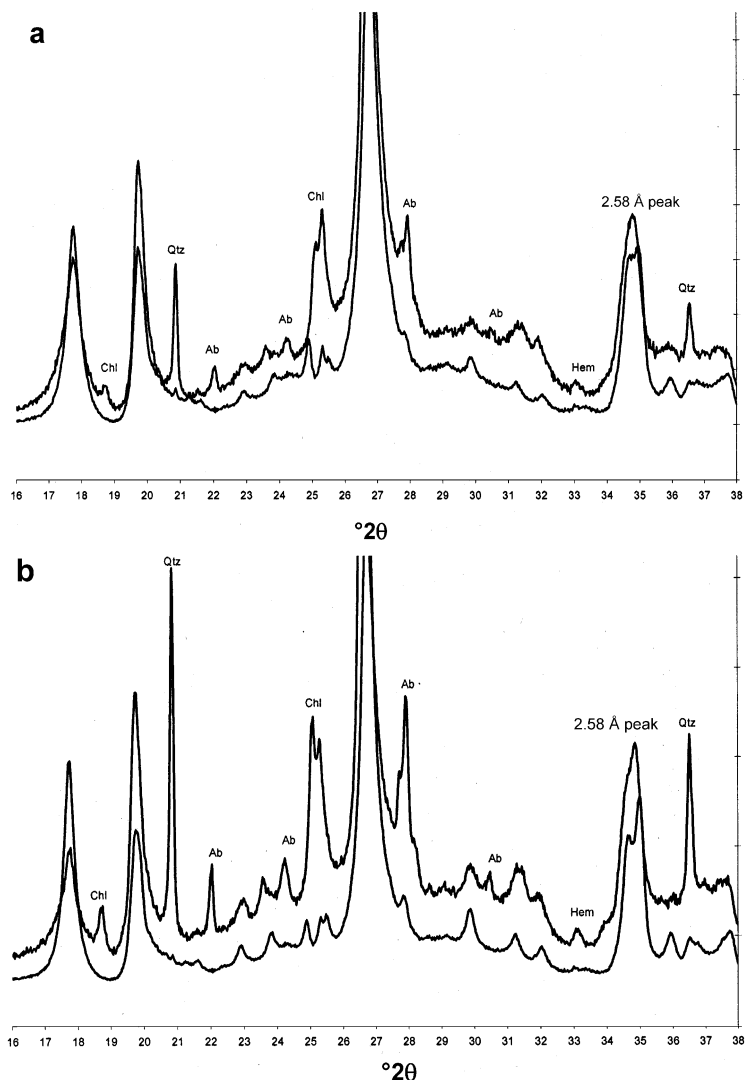 a
2.58 Å peak
Chl
Ab
Qtz
Qtz
Ab
Ab
Ab
Chl
Hem
16 17 18 19 20 21 22 23 24 25 26 27 28 29 30 31 32 33 34 35 36 37 38
°2θ
b
Qtz
Ab
Chl
2.58 Å peak
Qtz
Ab
Ab
Ab
Chl
Hem
16 17 18 19 20 21 22 23 24 25 26 27 28 29 30 31 32 33 34 35 36 37 38
°2θ